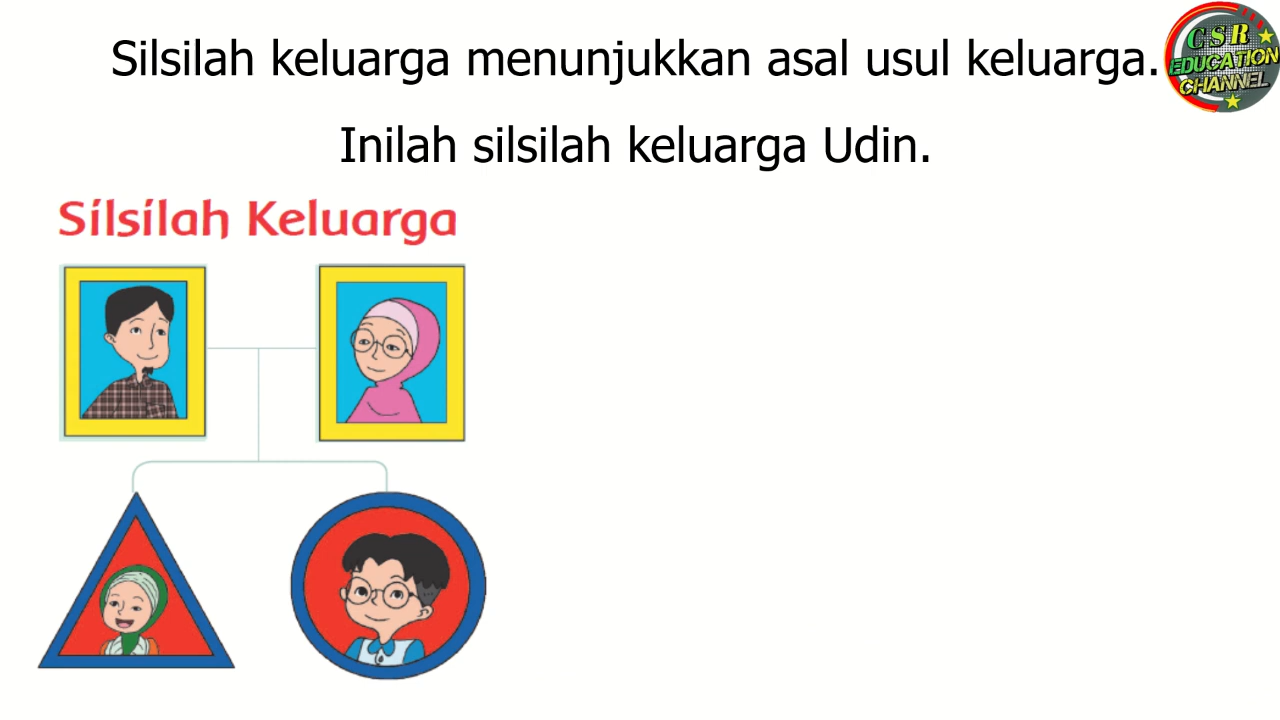 Silsilah keluarga menunjukkan asal usul keluarga.
CSR
EDUCATION
CHANNEL
Inilah silsilah keluarga Udin.
Silsilah Keluarga